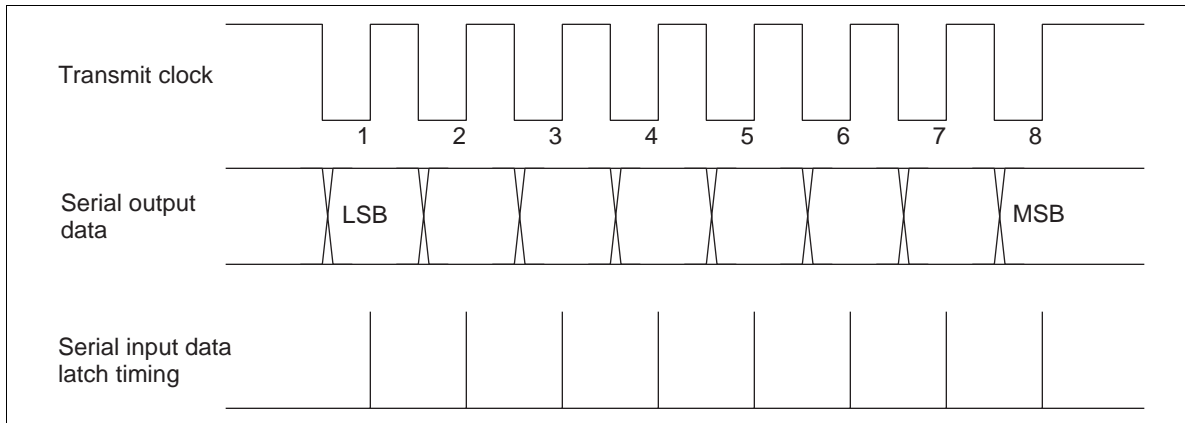 Transmit clock
1 2 3 4 5 6 7 8
Serial output
data
LSB
MSB
Serial input data
latch timing